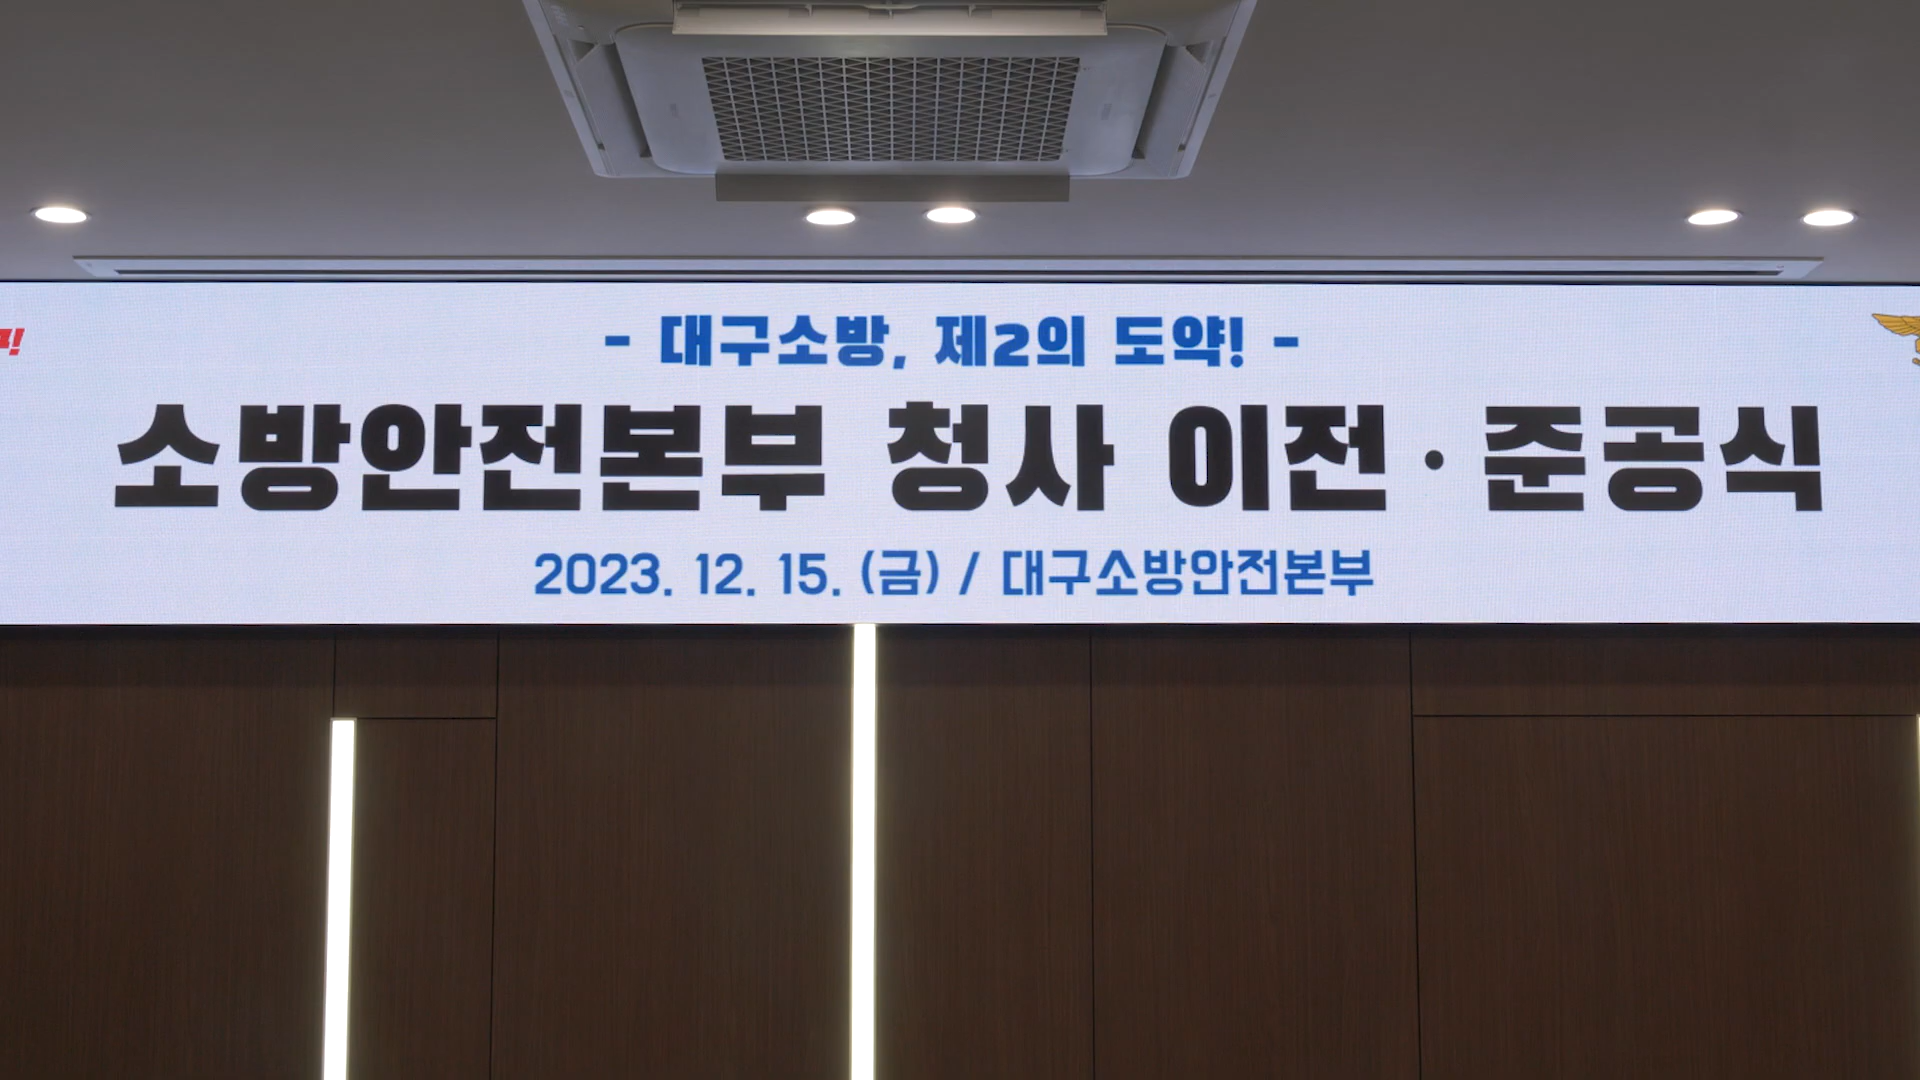 - 대구소방, 제2의 도약! -
소방안전본부 청사 이전·준공식
2023. 12. 15. (금) / 대구소방안전본부